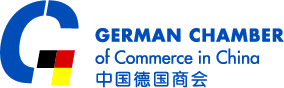 GERMAN CHAMBER
of Commerce in China
中国德国商会